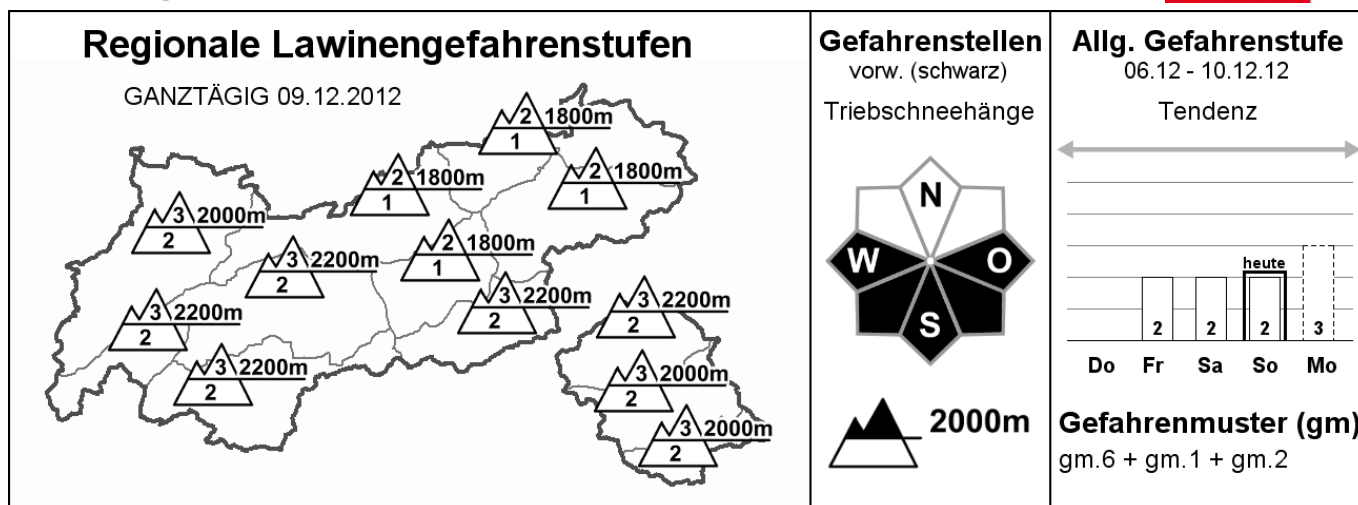 Regionale Lawinengefahrenstufen
GANZTÄGIG 09.12.2012
2 1800m
1
2 1800m
1
2 1800m
1
3 2000m
2
2 1800m
1
3 2200m
2
3 2200m
2
3 2200m
2
3 2200m
2
3 2200m
2
3 2000m
2
3 2000m
2
Gefahrenstellen
vorw. (schwarz)
Triebschneehänge
N
W O
S
2000m
Allg. Gefahrenstufe
06.12 - 10.12.12
Tendenz
heute
2 2 2 3
Do Fr Sa So Mo
Gefahrenmuster (gm)
gm.6 + gm.1 + gm.2